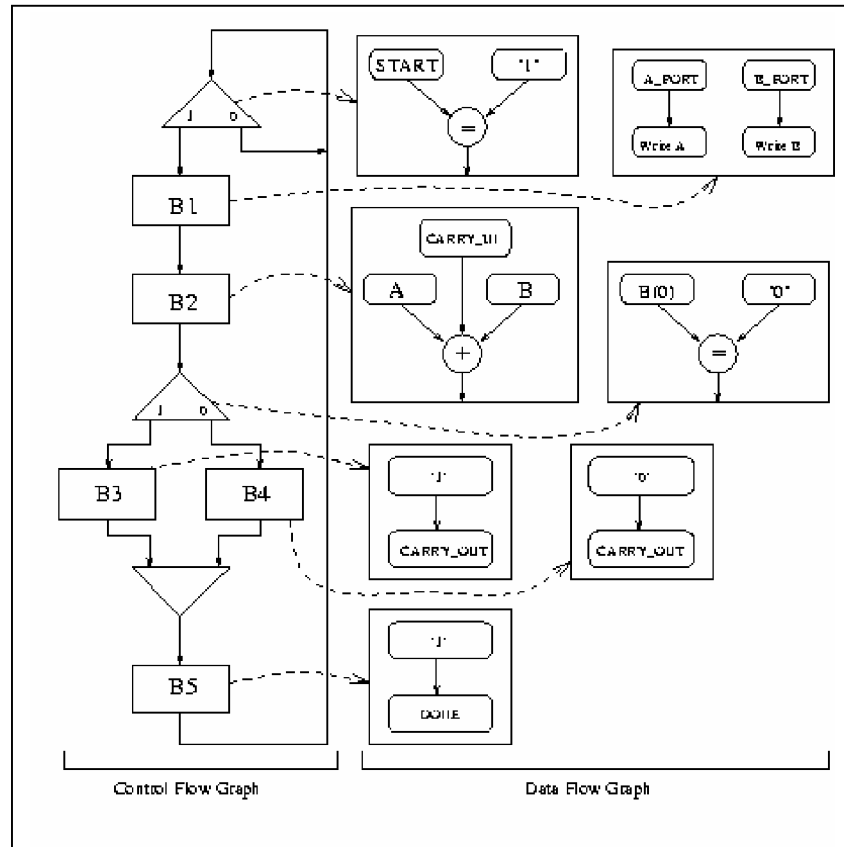 START
"1"
A_PORT
B_PORT
1
0
=
Write A
Write B
B1
CARRY_IN
B2
A
B
B(0)
"0"
+
=
1
0
B3
B4
"1"
"0"
CARRY_OUT
CARRY_OUT
B5
"1"
DONE
Control Flow Graph
Data Flow Graph